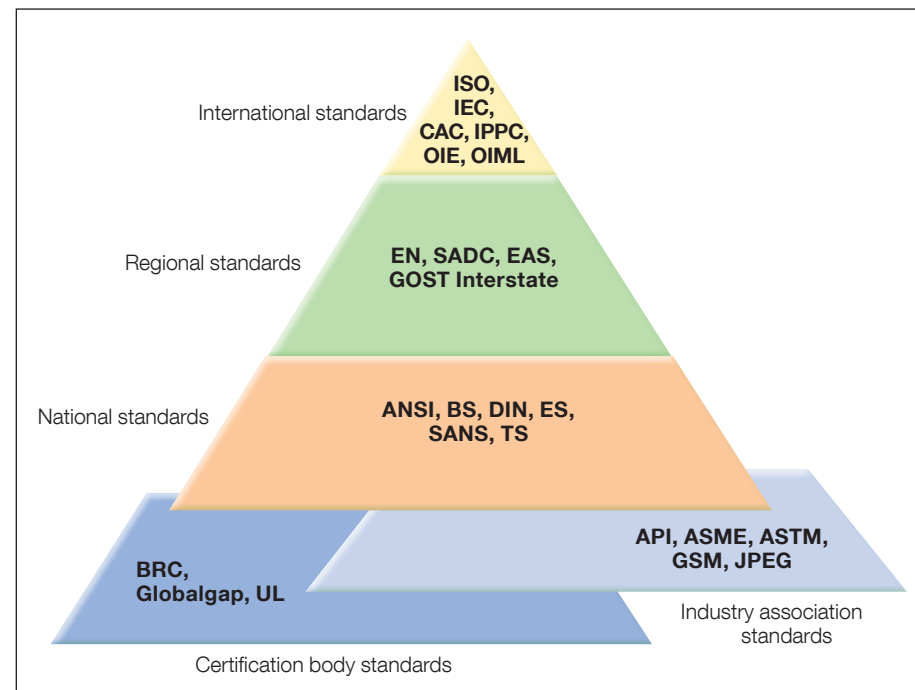 International standards
ISO,
IEC,
CAC, IPPC,
OIE, OIML
Regional standards
EN, SADC, EAS,
GOST Interstate
National standards
ANSI, BS, DIN, ES,
SANS, TS
BRC,
Globalgap, UL
API, ASME, ASTM,
GSM, JPEG
Industry association
standards
Certification body standards